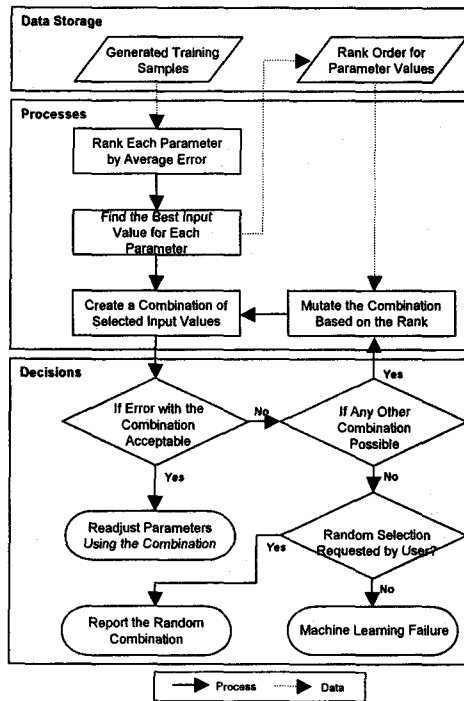 Data Storage
Generated Training
Samples
Rank Order for
Parameter Values
Processes
Rank Each Parameter
by Average Error
Find the Best Input
Value for Each
Parameter
Create a Combination of
Selected Input Values
Mutate the Combination
Based on the Rank
Decisions
Yes
If Error with the
Combination
Acceptable
No
If Any Other
Combination
Possible
Yes
No
Readjust Parameters
Using the Combination
Yes
Random Selection
Requested by User?
No
Report the Random
Combination
Machine Learning Failure
Process
Data